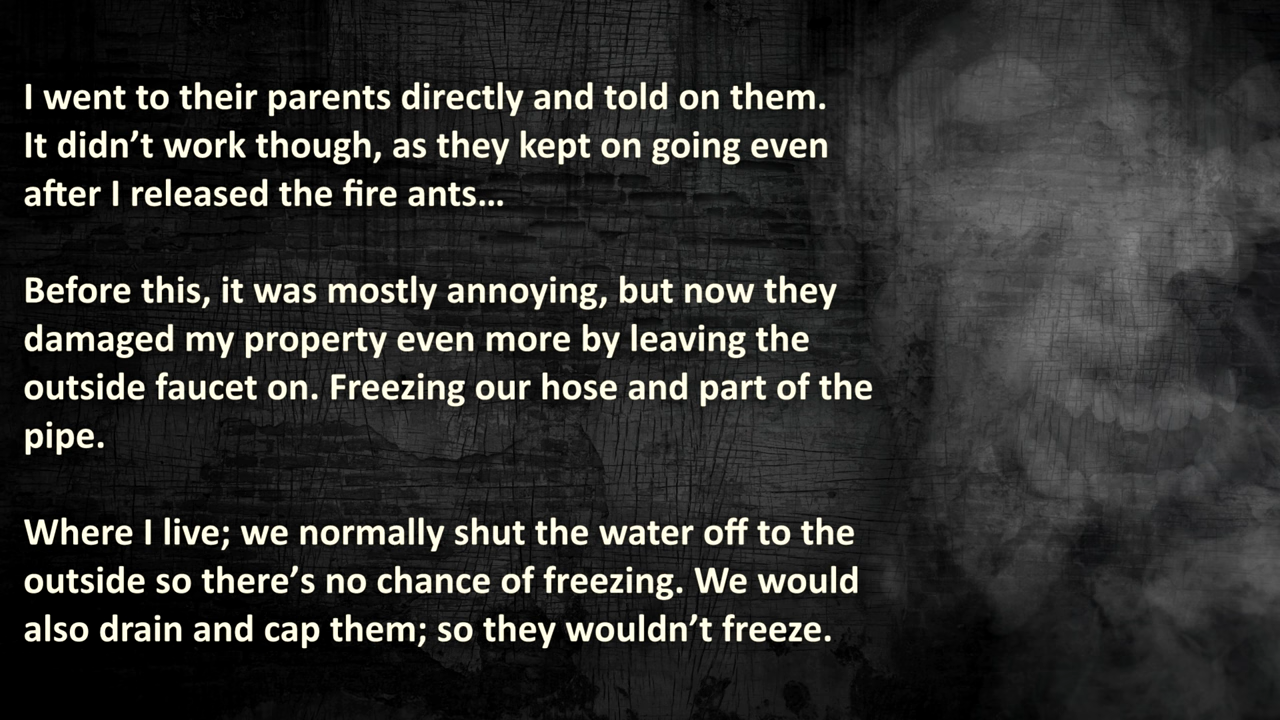 I went to their parents directly and told on them.
It didn’t work though, as they kept on going even
after I released the fire ants…
Before this, it was mostly annoying, but now they
damaged my property even more by leaving the
outside faucet on. Freezing our hose and part of the
pipe.
Where I live; we normally shut the water off to the
outside so there’s no chance of freezing. We would
also drain and cap them; so they wouldn’t freeze.